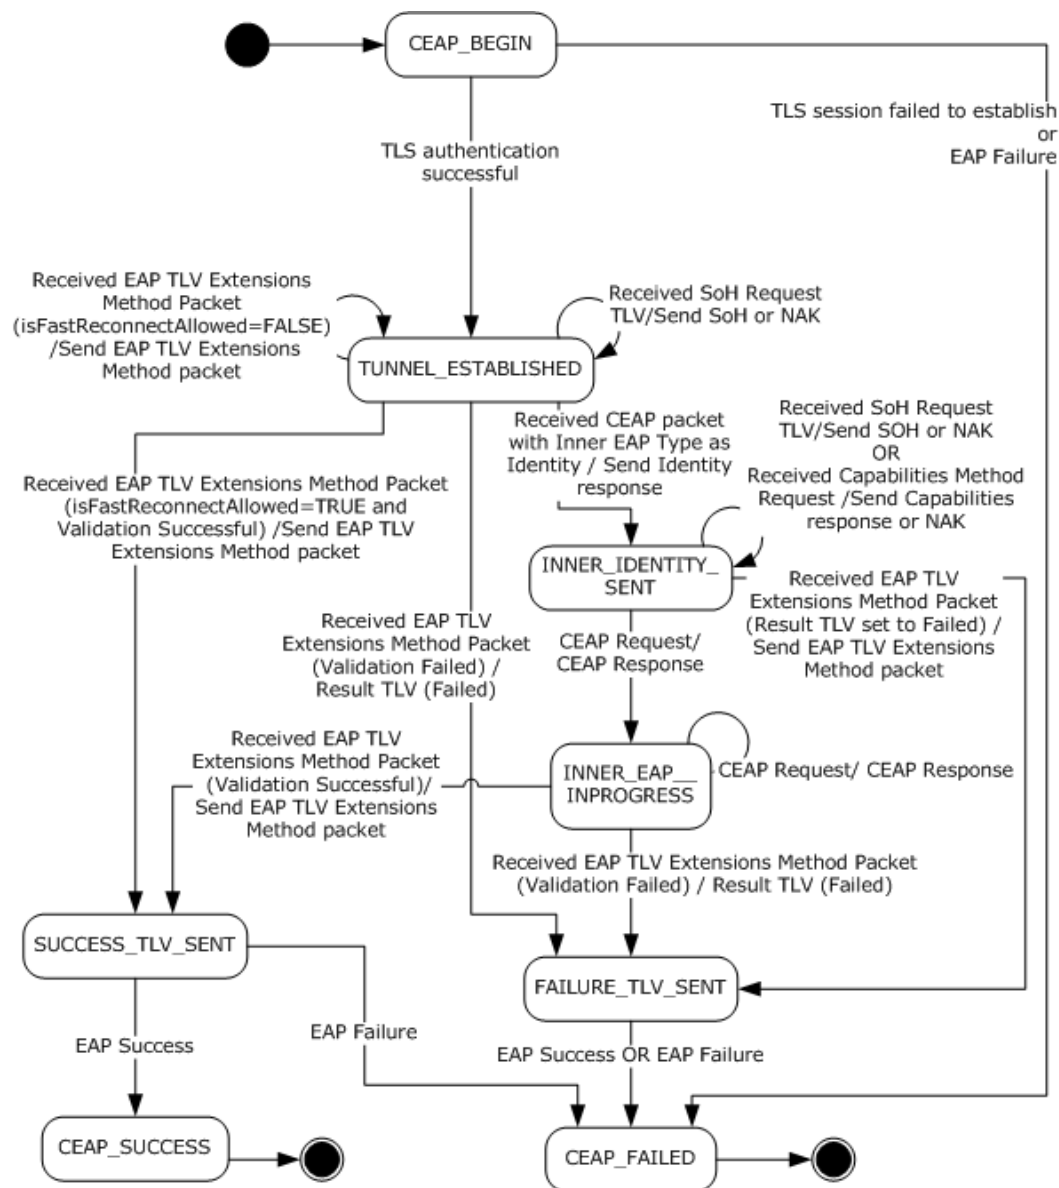 CEAP_BEGIN
TLS session failed to establish
or
EAP Failure
TLS authentication
successful
Received EAP TLV Extensions
Method Packet
(isFastReconnectAllowed=FALSE)
/Send EAP TLV Extensions
Method packet
Received SoH Request
TLV/Send SoH or NAK
TUNNEL_ESTABLISHED
Received CEAP packet
with Inner EAP Type as
Identity / Send Identity
response
Received SoH Request
TLV/Send SOH or NAK
OR
Received Capabilities Method
Request /Send Capabilities
response or NAK
Received EAP TLV Extensions Method Packet
(isFastReconnectAllowed=TRUE and
Validation Successful) /Send EAP TLV
Extensions Method packet
INNER_IDENTITY_
SENT
Received EAP TLV
Extensions Method Packet
(Result TLV set to Failed) /
Send EAP TLV Extensions
Method packet
Received EAP TLV
Extensions Method Packet
(Validation Failed) /
Result TLV (Failed)
CEAP Request/
CEAP Response
Received EAP TLV
Extensions Method Packet
(Validation Successful)/
Send EAP TLV Extensions
Method packet
INNER_EAP__
INPROGRESS
CEAP Request/ CEAP Response
Received EAP TLV Extensions Method Packet
(Validation Failed) / Result TLV (Failed)
SUCCESS_TLV_SENT
FAILURE_TLV_SENT
EAP Success
EAP Failure
EAP Success OR EAP Failure
CEAP_SUCCESS
CEAP_FAILED